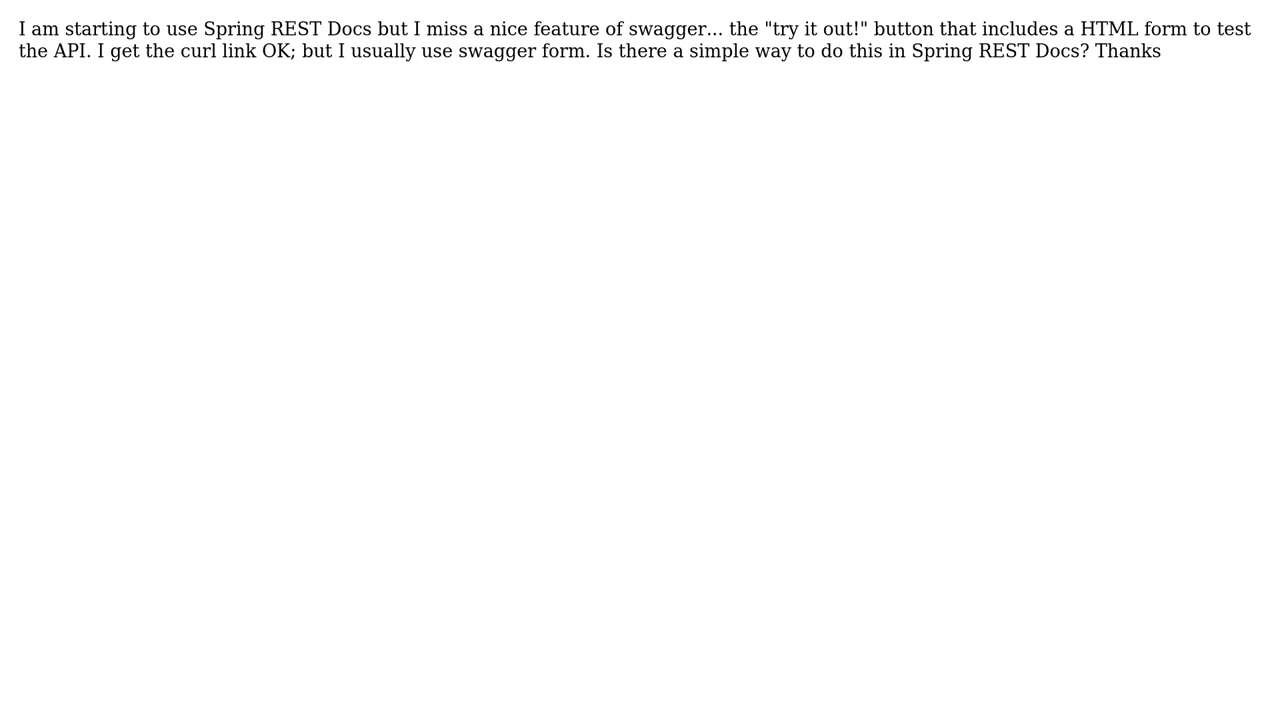 I am starting to use Spring REST Docs but I miss a nice feature of swagger... the "try it out!" button that includes a HTML form to test
the API. I get the curl link OK; but I usually use swagger form. Is there a simple way to do this in Spring REST Docs? Thanks